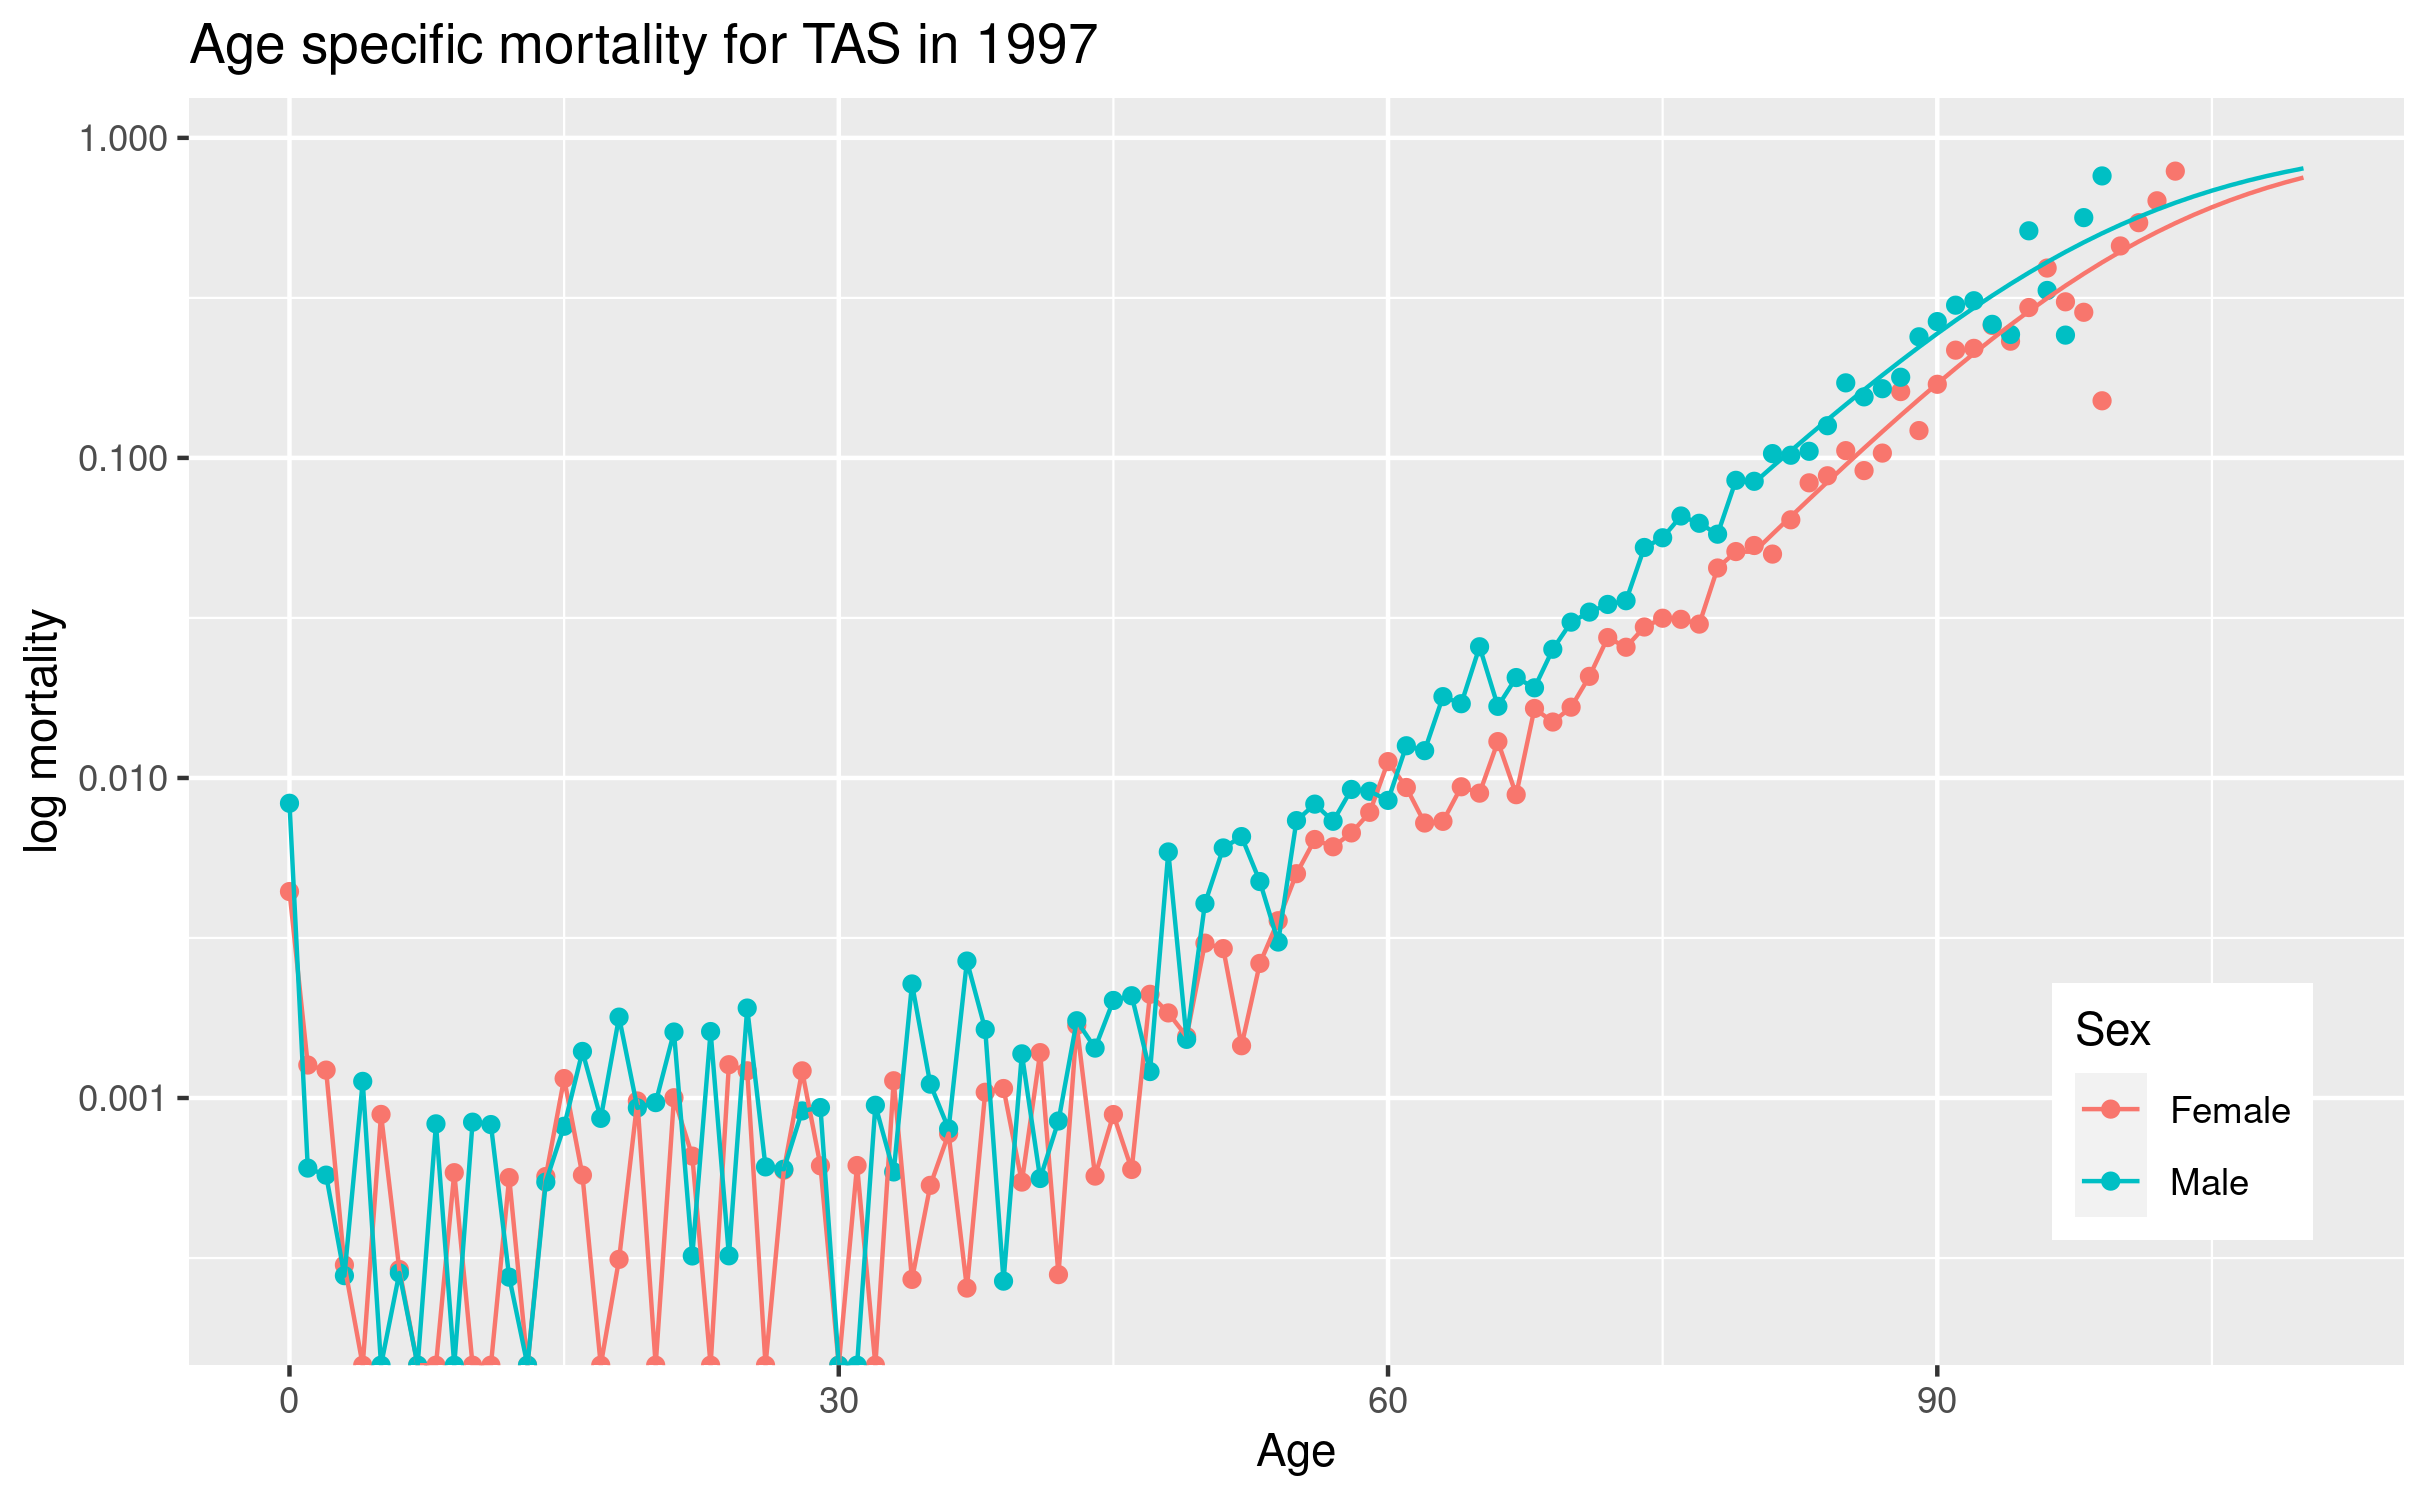 Age specific mortality for TAS in 1997
1.000
0.100
0.010
0.001
log mortality
0
30
60
90
Age
Sex
Female
Male